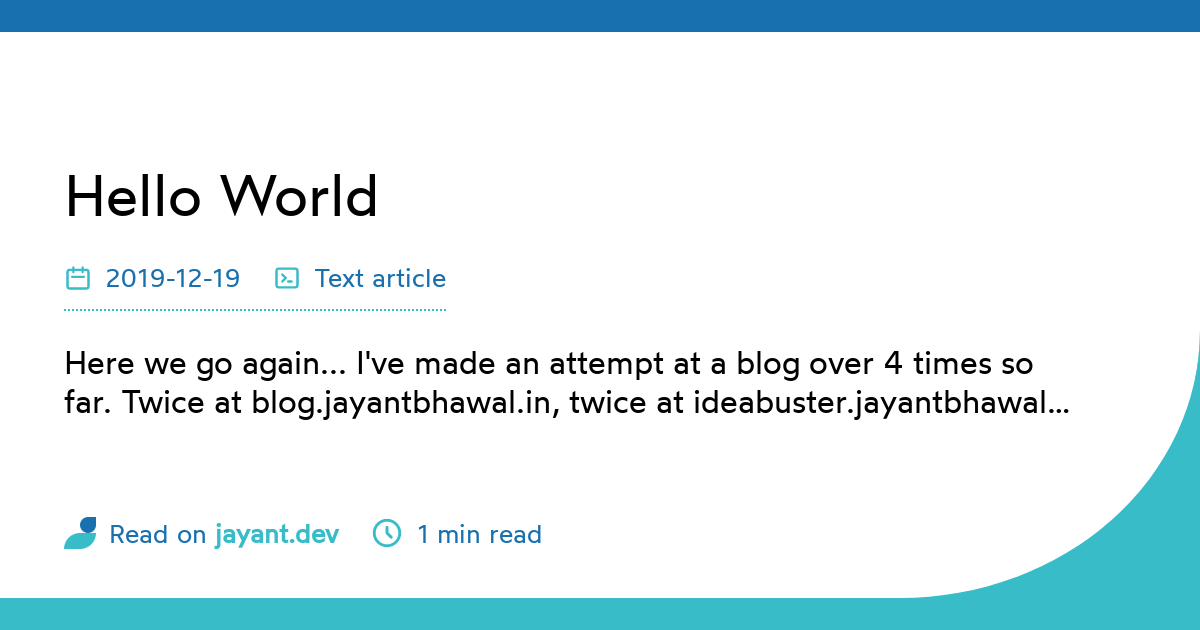 Hello World
2019-12-19 Text article
Here we go again... I've made an attempt at a blog over 4 times so
far. Twice at blog.jayantbhawal.in, twice at ideabuster.jayantbhawal...
Read on jayant.dev 1 min read